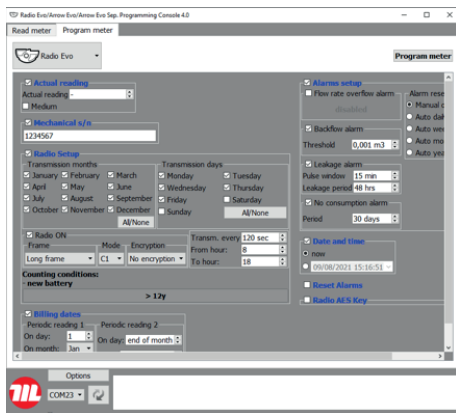 Radio Evo/Arrow Evo/Arrow Evo Sep. Programming Console 4.0
Read meter Program meter
Radio Evo
Program meter
Actual reading
Actual reading -
Medium
Mechanical s/n
1234567
Radio Setup
Transmission months Transmission days
January February March Monday Tuesday
April May June Wednesday Thursday
July August September Friday Saturday
October November December Sunday All/None
All/None
Radio ON
Frame Mode Encryption
Long frame C1 No encryption
Transm. every 120 sec
From hour: 8
To hour: 18
Counting conditions:
- new battery
> 12y
Billing dates
Periodic reading 1 Periodic reading 2
On day: 1 On day: end of month
On month: Jan
Alarms setup
Flow rate overflow alarm
disabled
Backflow alarm
Threshold 0,001 m3
Leakage alarm
Pulse window 15 min
Leakage period 48 hrs
No consumption alarm
Period 30 days
Alarm rese
Manual
Auto dail
Auto wee
Auto mo
Auto yea
Date and time
now
09/08/2021 15:16:51
Reset Alarms
Radio AES Key
Options
COM23